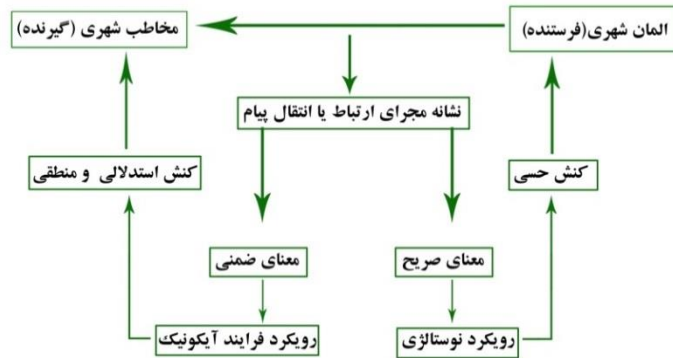 المان شهری(فرستنده)
مخاطب شهری (گیرنده)
نشانه مجرای ارتباط یا انتقال پیام
کنش حسی
کنش استدلالی و منطقی
معنای صریح
معنای ضمنی
رویکرد نوستالژی
رویکرد فرایند آیکونیک